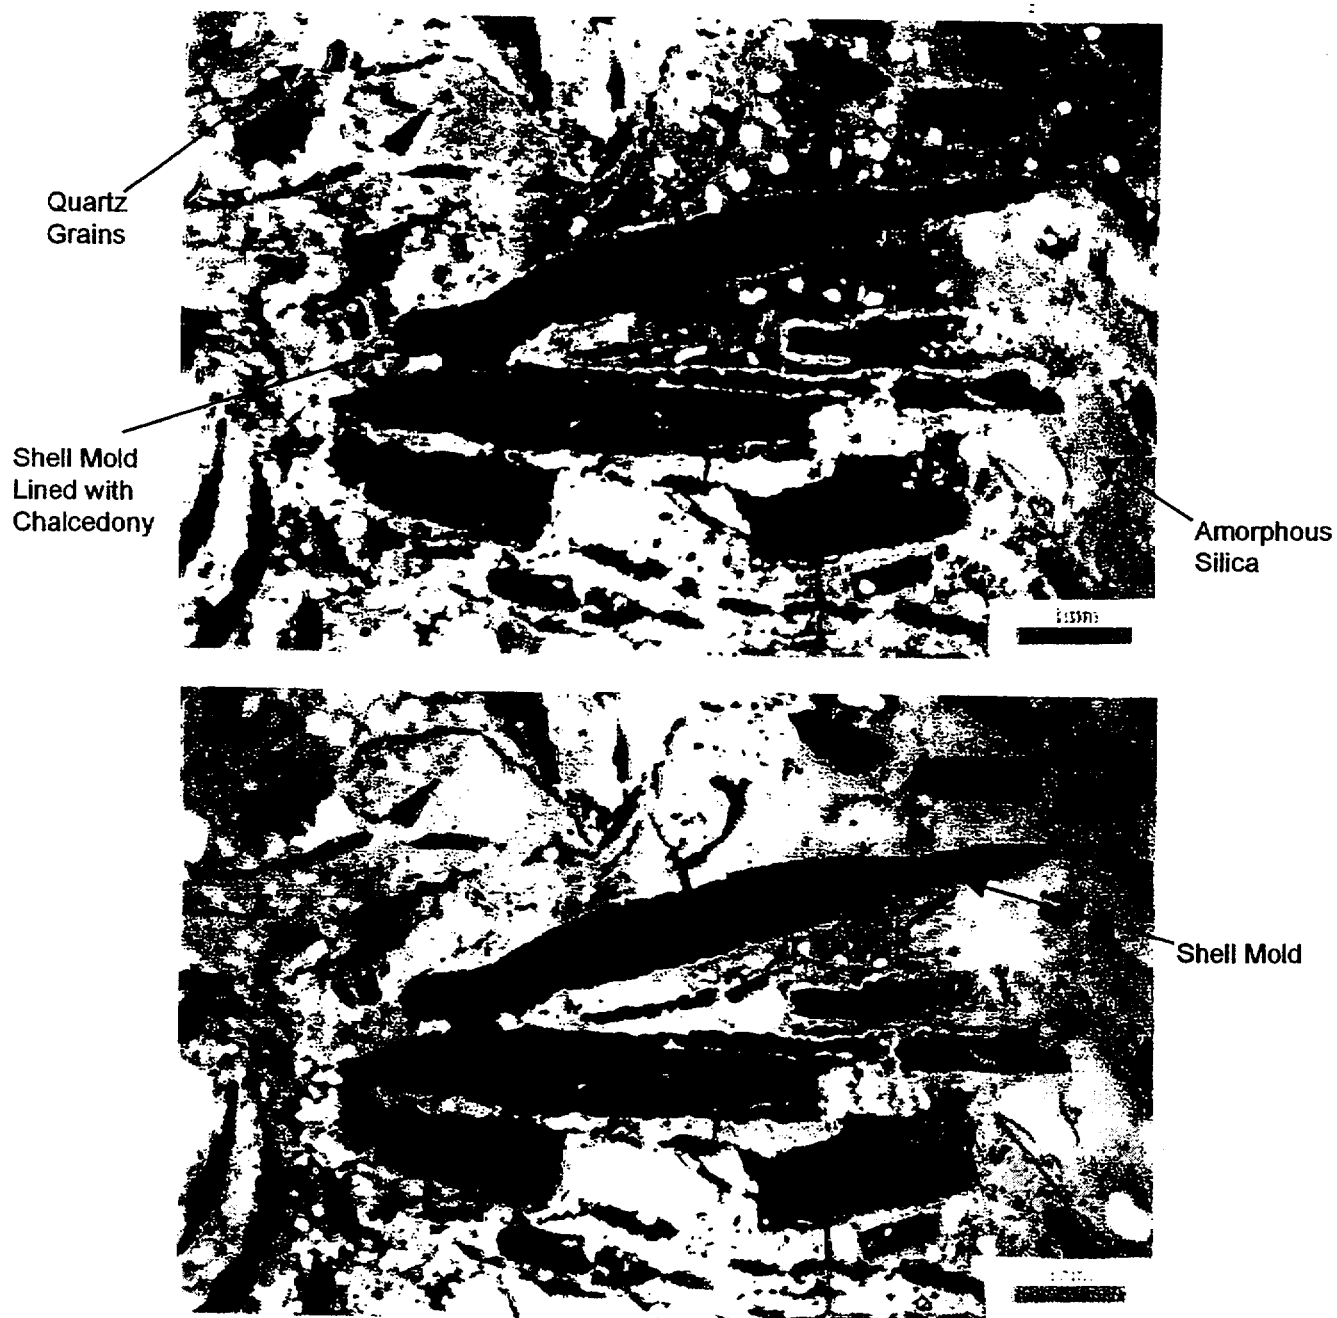 Quartz
Grains
Shell Mold
Lined with
Chalcedony
Amorphous
Silica
Shell Mold